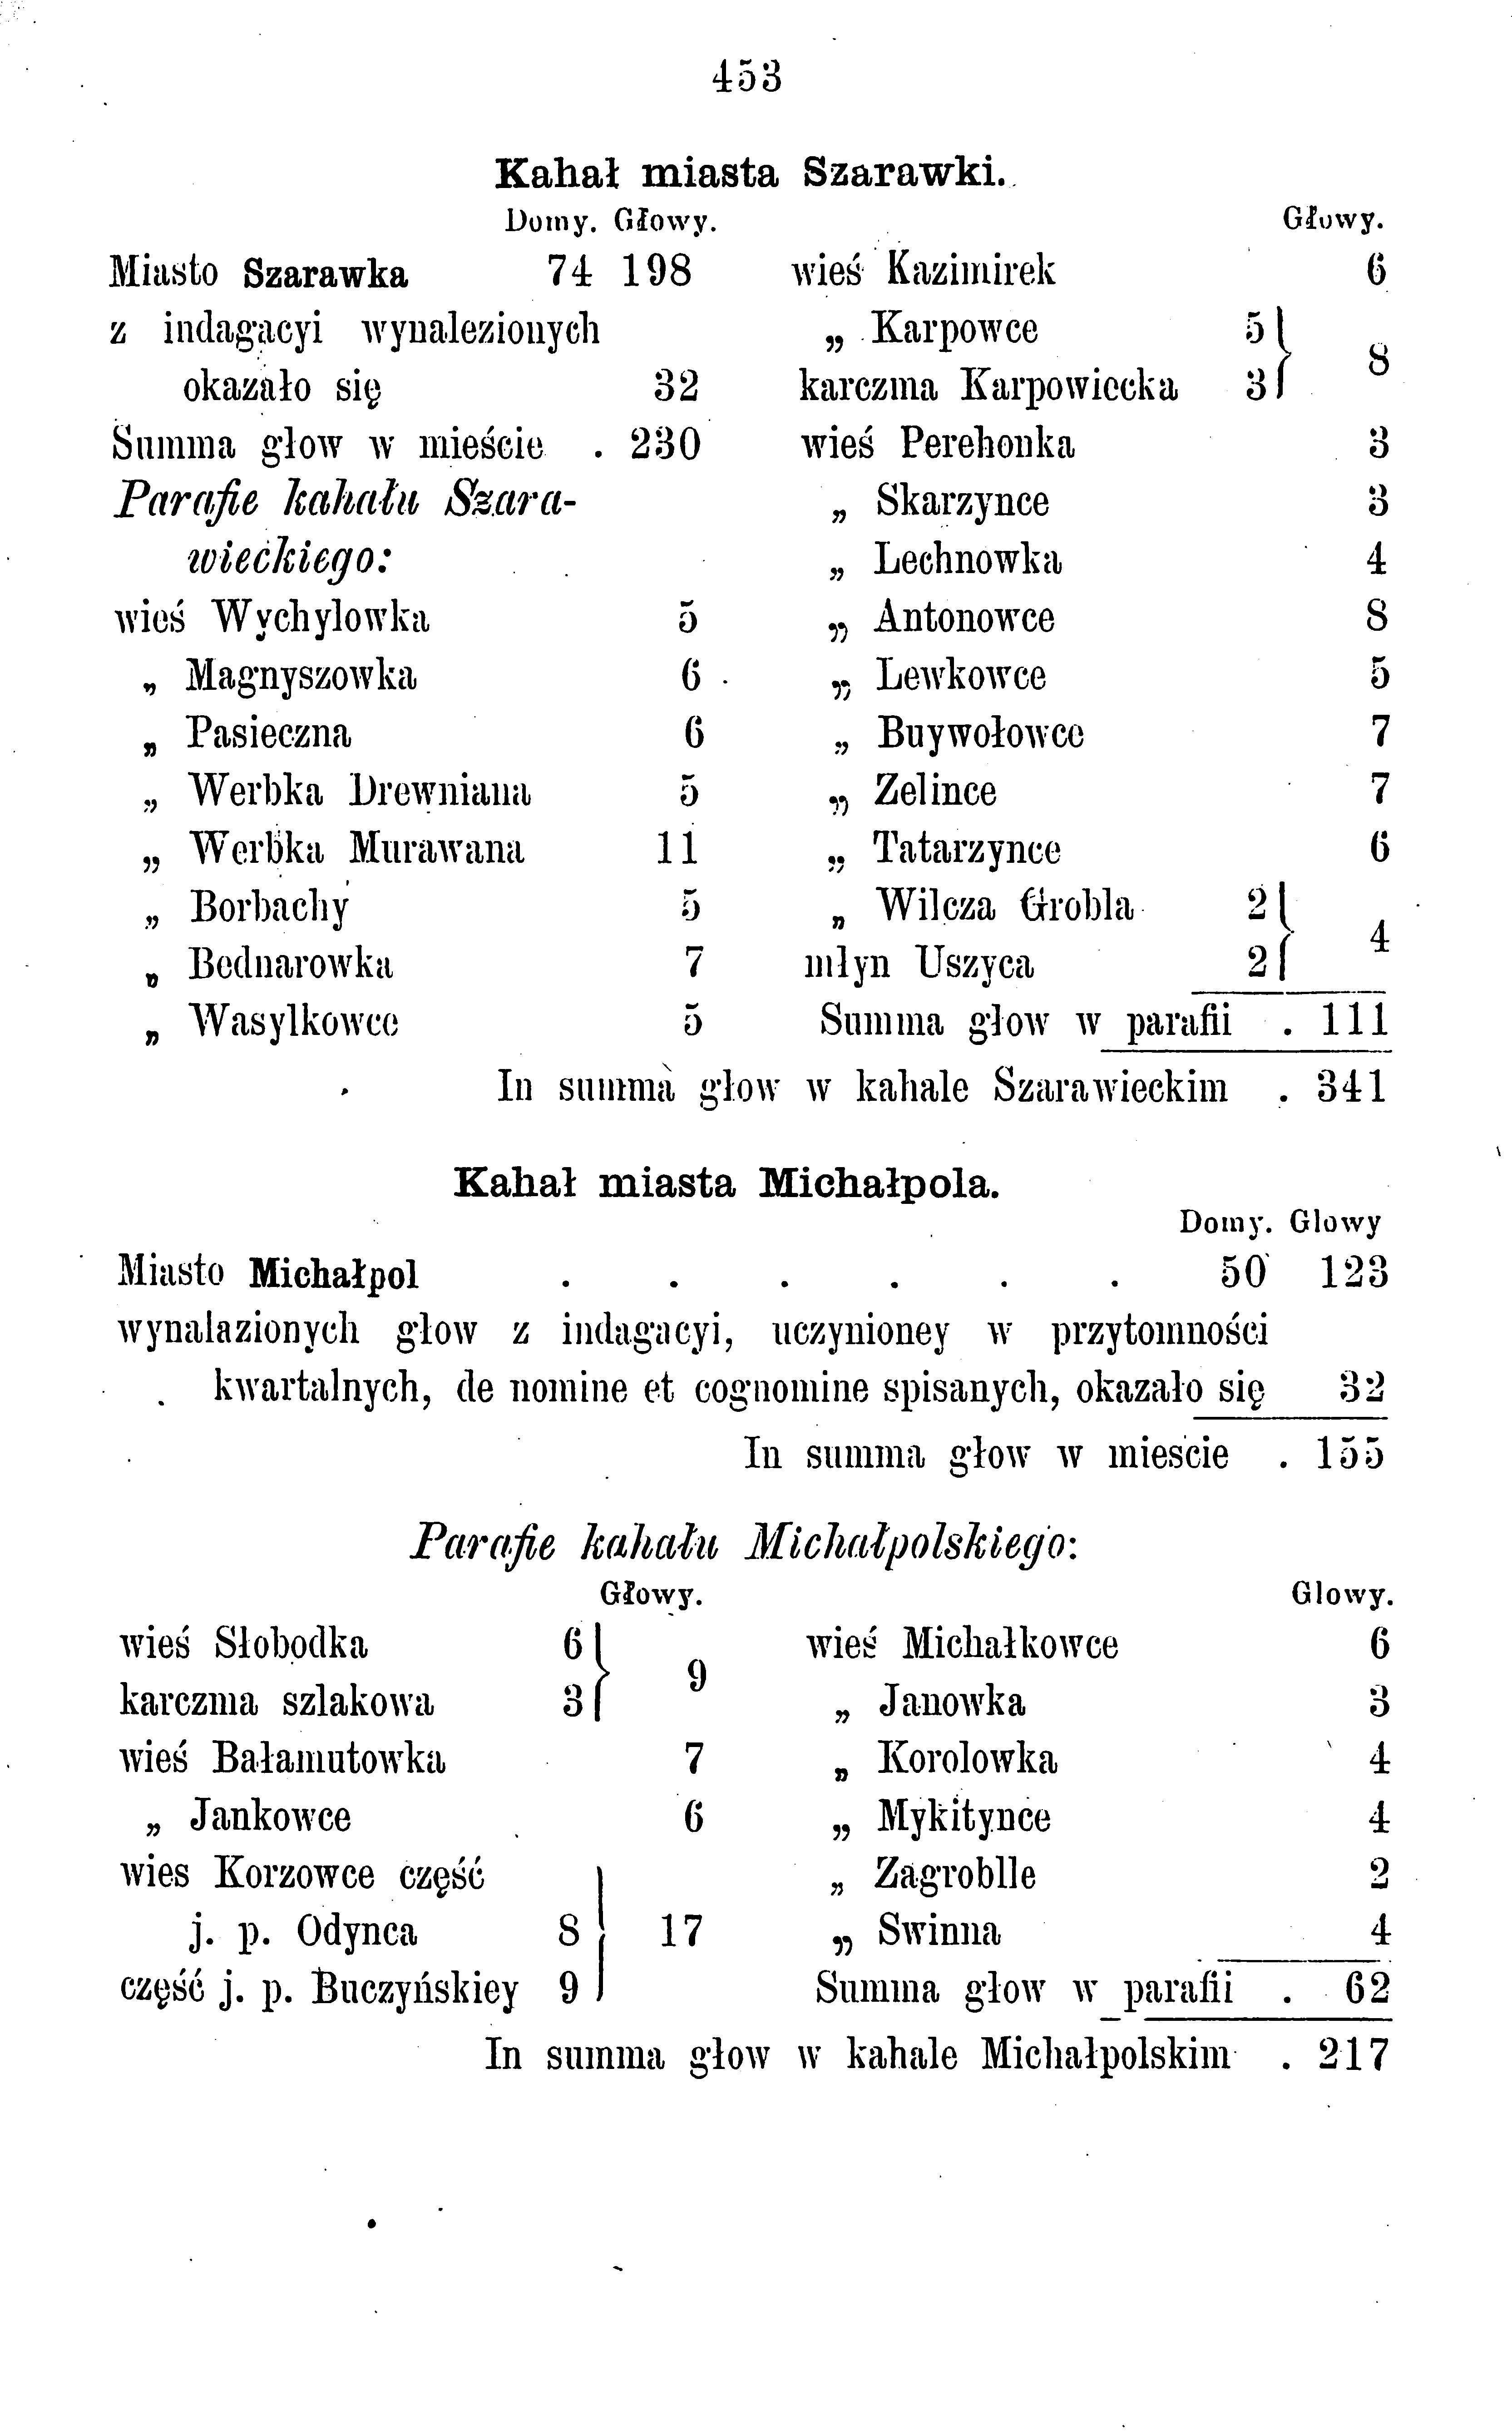 453
Kahał miasta Szarawki.
Domy. Głowy.
Miasto Szarawka 74 198
z indagacyi wynalezionych
okazało się 32
Summa głow w mieście . 230
Parafie kahału Szara-
wieckiego:
wieś Wychylowka 5
„ Magnyszowka 6
„ Pasieczna 6
„ Werbka Drewniana 5
„ Werbka Murawana 11
„ Borbachy 5
„ Bednarowka 7
„ Wasylkowce 5
Głowy.
wieś Kazimirek 6
„ Karpowce 5
karczma Karpowiecka 3 } 8
wieś Perehonka 3
„ Skarzynce 3
„ Lechnowka 4
„ Antonowce 8
„ Lewkowce 5
„ Buywołowce 7
„ Zelince 7
„ Tatarzynce 6
„ Wilcza Grobla 2
młyn Uszyca 2 } 4
Summa głow w parafii . 111
In summa głow w kahale Szarawieckim . 341
Kahał miasta Michałpola.
Domy. Glowy
Miasto Michałpol . . . . . . 50 123
wynalazionych głow z indagacyi, uczynioney w przytomności
kwartalnych, de nomine et cognomine spisanych, okazało się 32
In summa głow w miescie . 155
Parafie kahału Michałpolskiego:
Głowy.
wieś Słobodka 6
karczma szlakowa 3 } 9
wieś Bałamutowka 7
„ Jankowce 6
wies Korzowce część
j. p. Odynca 8 } 17
część j. p. Buczyńskiey 9
Glowy.
wieś Michałkowce 6
„ Janowka 3
„ Korolowka 4
„ Mykitynce 4
„ Zagroblle 2
„ Swinna 4
Summa głow w parafii . 62
In summa głow w kahale Michałpolskim . 217